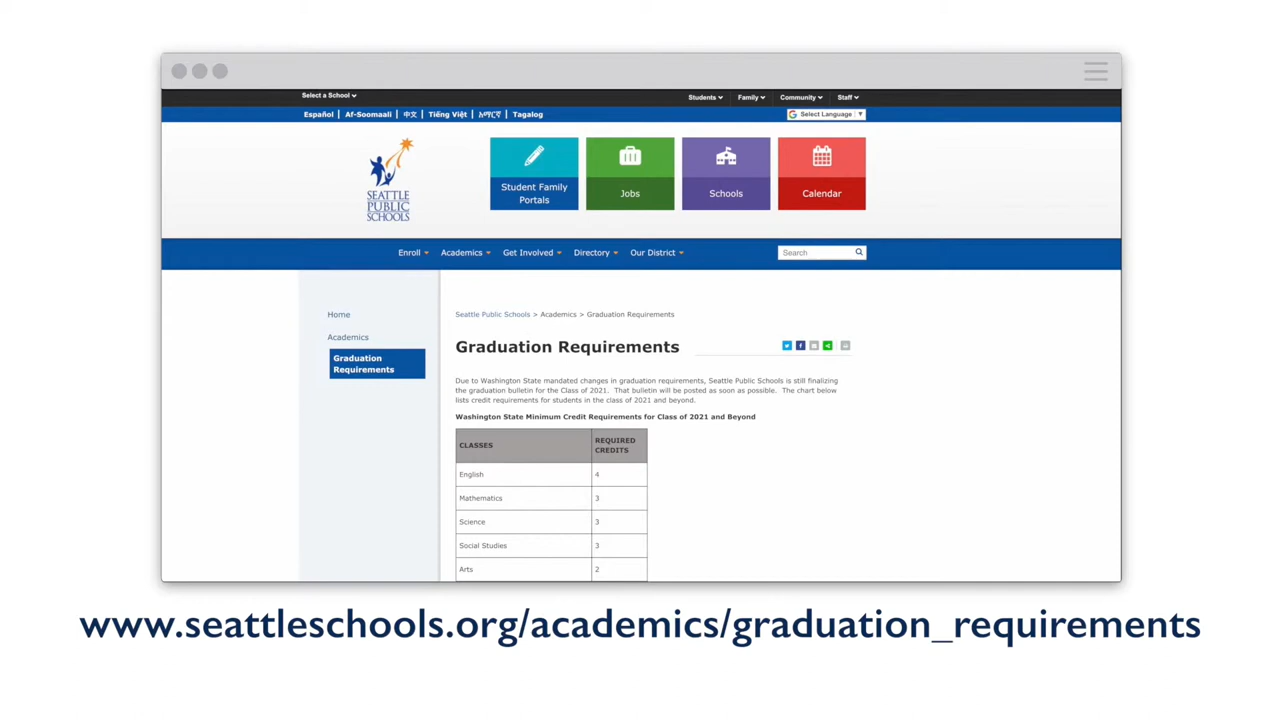 Select a School
Students Family Community Staff
Español | Af-Soomaali | 中文 | Tiếng Việt | አማርኛ | Tagalog
G Select Language
SEATTLE
PUBLIC
SCHOOLS
Student Family
Portals
Jobs
Schools
Calendar
Enroll Academics Get Involved Directory Our District
Search
Home
Academics
Graduation
Requirements
Seattle Public Schools > Academics > Graduation Requirements
Graduation Requirements
Due to Washington State mandated changes in graduation requirements, Seattle Public Schools is still finalizing
the graduation bulletin for the Class of 2021. That bulletin will be posted as soon as possible. The chart below
lists credit requirements for students in the class of 2021 and beyond.
Washington State Minimum Credit Requirements for Class of 2021 and Beyond
CLASSES
REQUIRED
CREDITS
English 4
Mathematics 3
Science 3
Social Studies 3
Arts 2
www.seattleschools.org/academics/graduation_requirements